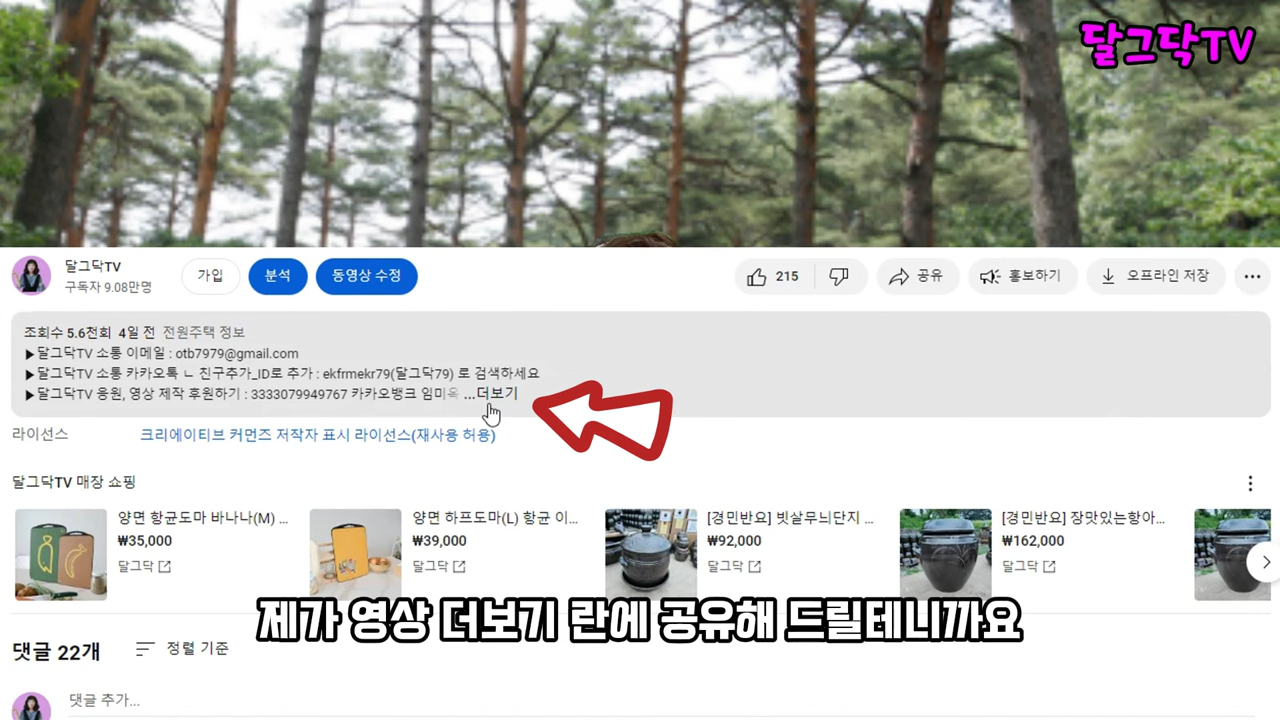 달그닥TV
달그닥TV
구독자 9.08만명
가입
분석
동영상 수정
215
공유
홍보하기
오프라인 저장
조회수 5.6천회 4일 전 전원주택 정보
▶달그닥TV 소통 이메일 : otb7979@gmail.com
▶달그닥TV 소통 카카오톡 ㄴ 친구추가_ID로 추가 : ekfrmekr79(달그닥79) 로 검색하세요
▶달그닥TV 응원, 영상 제작 후원하기 : 3333079949767 카카오뱅크 임미옥 ...더보기
라이선스
크리에이티브 커먼즈 저작자 표시 라이선스(재사용 허용)
달그닥TV 매장 쇼핑
양면 항균도마 바나나(M) ...
₩35,000
달그닥
양면 하프도마(L) 항균 이...
₩39,000
달그닥
[경민반요] 빗살무늬단지 ...
₩92,000
달그닥
[경민반요] 장맛있는항아...
₩162,000
달그닥
제가 영상 더보기 란에 공유해 드릴테니까요
댓글 22개
정렬 기준
댓글 추가...